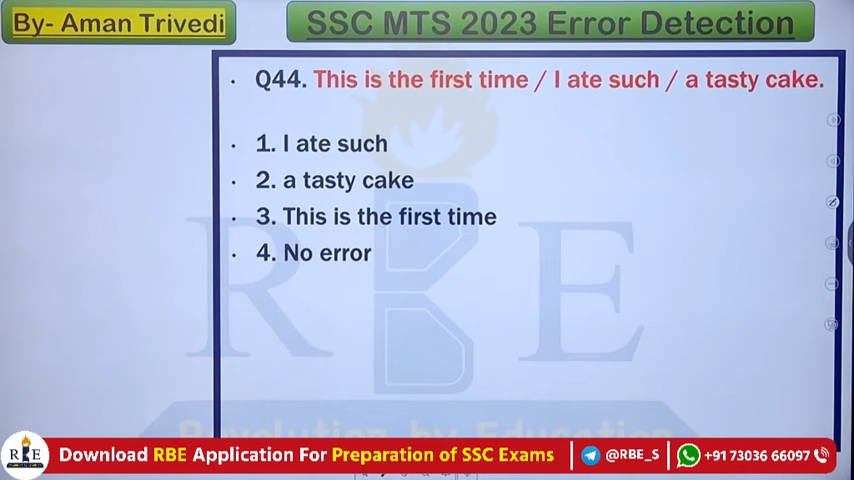 By- Aman Trivedi
SSC MTS 2023 Error Detection
• Q44. This is the first time / I ate such / a tasty cake.
• 1. I ate such
• 2. a tasty cake
• 3. This is the first time
• 4. No error
RBE
Revolution by Education
RBE
Download RBE Application For Preparation of SSC Exams
@RBE_S
+91 73036 66097